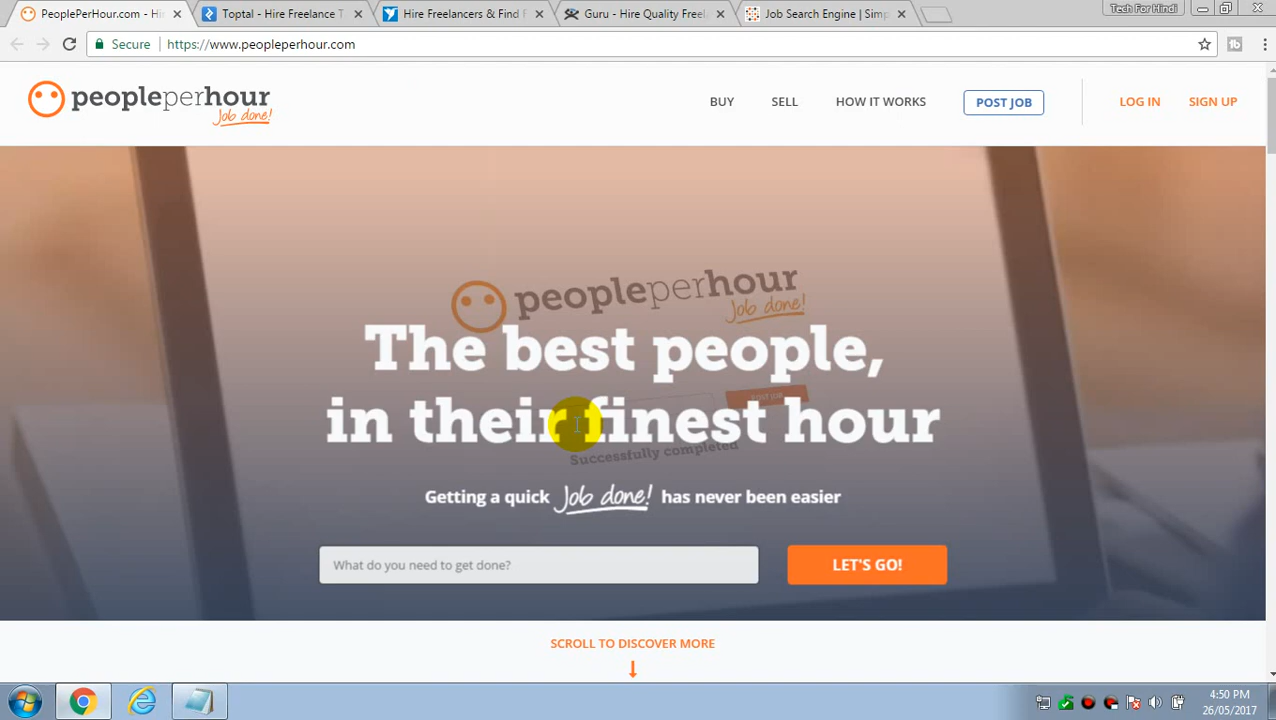 PeoplePerHour.com - Hi
Toptal - Hire Freelance T
Hire Freelancers & Find F
Guru - Hire Quality Freel
Job Search Engine | Simp
Tech For Hindi
Secure
https://www.peopleperhour.com
peopleperhour
Job done!
BUY
SELL
HOW IT WORKS
POST JOB
LOG IN
SIGN UP
peopleperhour
Job done!
The best people,
in their finest hour
POST JOB
Successfully completed
Getting a quick Job done! has never been easier
What do you need to get done?
LET'S GO!
SCROLL TO DISCOVER MORE
4:50 PM
26/05/2017